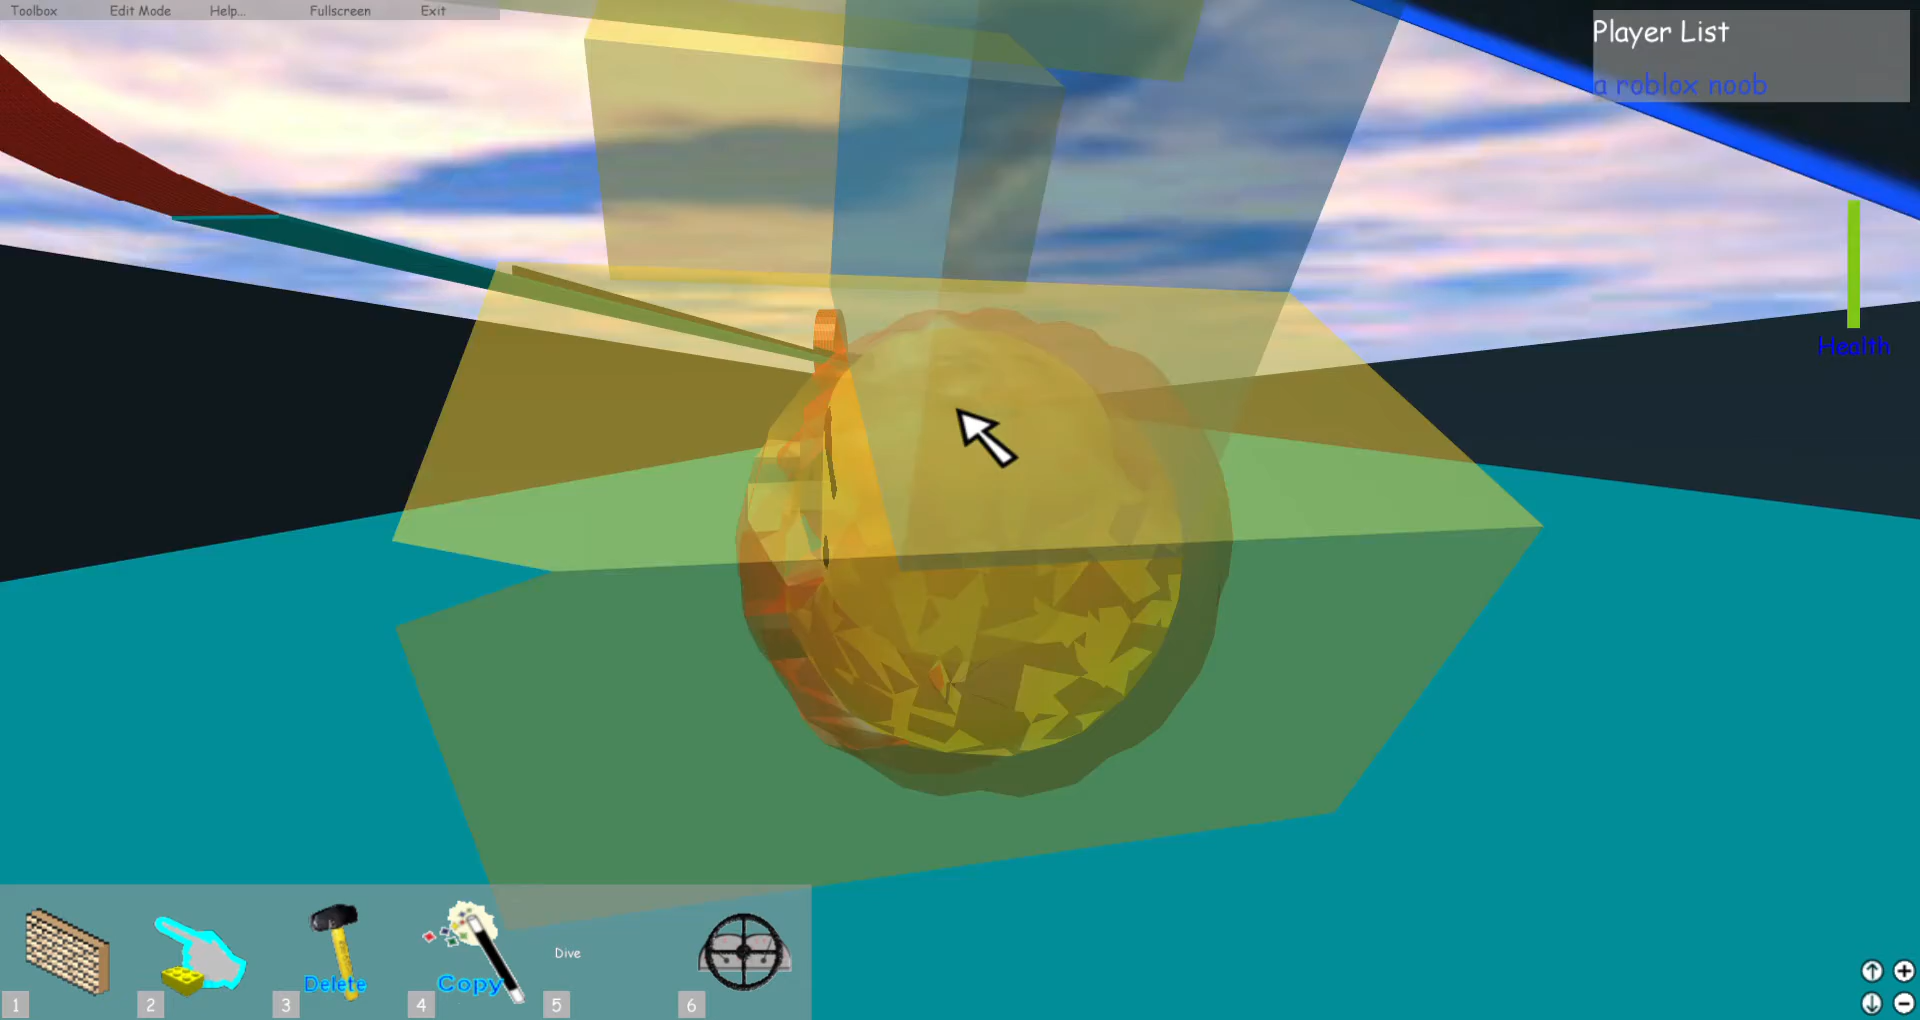 Toolbox Edit Mode Help... Fullscreen Exit
Player List
a roblox noob
Health
Delete
Copy
Dive
1 2 3 4 5 6